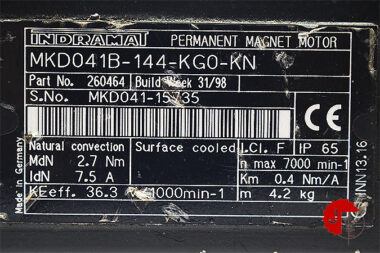 INDRAMAT PERMANENT MAGNET MOTOR
MKD041B-144-KG0-KN
Part No. 260464 Build Week 31/98
S.No. MKD041-15735
CE
Natural convection Surface cooled I.Cl. F IP 65
MdN 2.7 Nm n max 7000 min-1
IdN 7.5 A Km 0.4 Nm/A
KEeff. 36.3 V/1000min-1 m 4.2 kg
Made in Germany
NN13.16